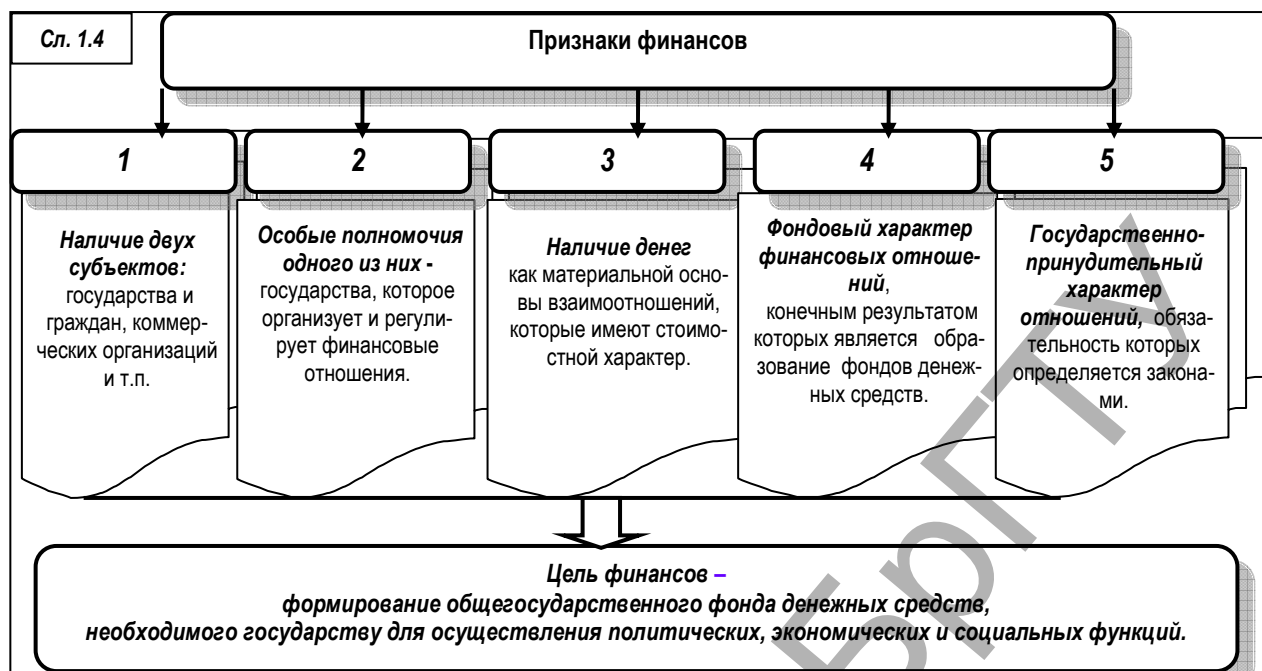 Сл. 1.4
Признаки финансов
1
2
3
4
5
Наличие двух
субъектов:
государства и
граждан, коммер-
ческих организаций
и т.п.
Особые полномочия
одного из них -
государства, которое
организует и регули-
рует финансовые
отношения.
Наличие денег
как материальной осно-
вы взаимоотношений,
которые имеют стоимо-
стной характер.
Фондовый характер
финансовых отноше-
ний,
конечным результатом
которых является обра-
зование фондов денеж-
ных средств.
Государственно-
принудительный
характер
отношений, обяза-
тельность которых
определяется закона-
ми.
Цель финансов –
формирование общегосударственного фонда денежных средств,
необходимого государству для осуществления политических, экономических и социальных функций.
БрГТУ